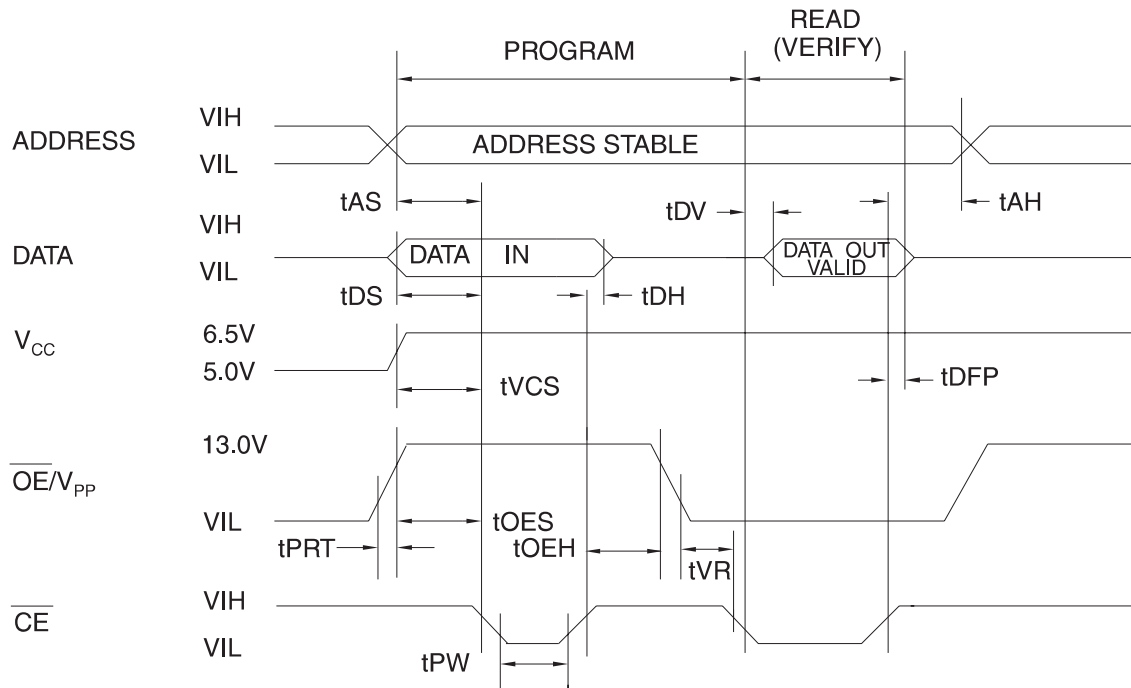 READ
(VERIFY)
PROGRAM
ADDRESS
VIH
VIL
ADDRESS STABLE
tAS
tDV
tAH
DATA
VIH
VIL
DATA IN
DATA OUT
VALID
tDS
tDH
VCC
6.5V
5.0V
tVCS
tDFP
OE/VPP
13.0V
VIL
tPRT
tOES
tOEH
tVR
CE
VIH
VIL
tPW